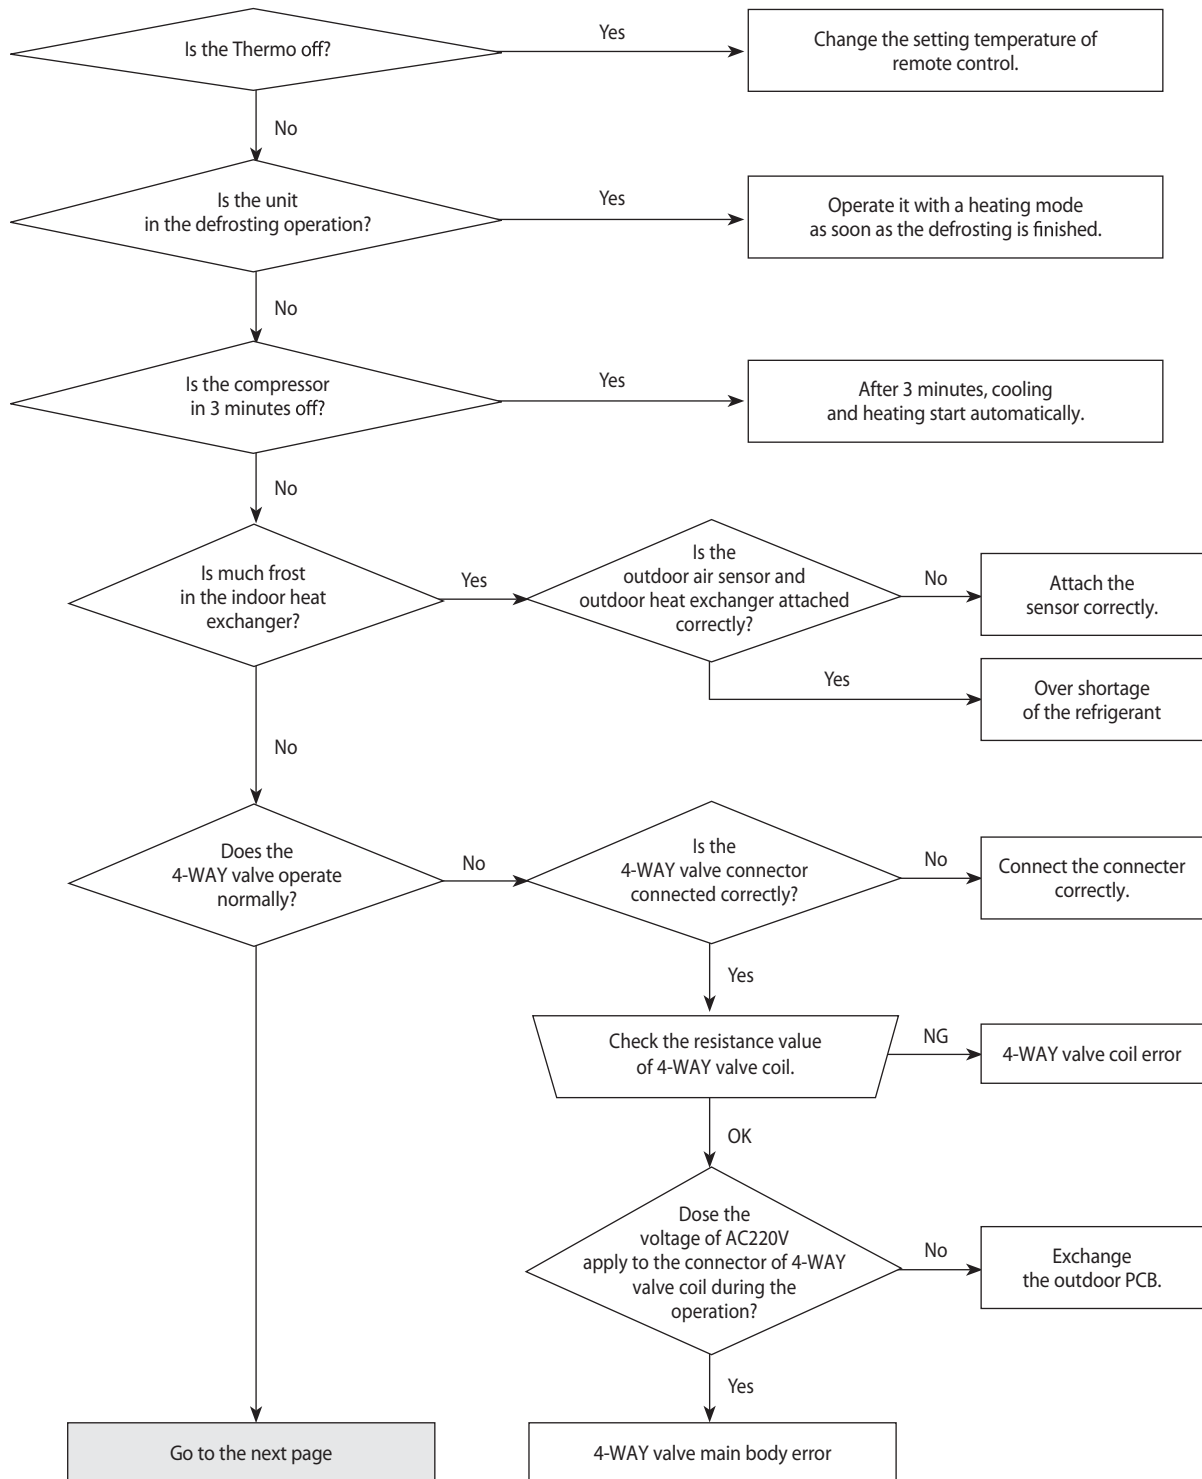 Is the Thermo off?
Yes
Change the setting temperature of
remote control.
No
Is the unit
in the defrosting operation?
Yes
Operate it with a heating mode
as soon as the defrosting is finished.
No
Is the compressor
in 3 minutes off?
Yes
After 3 minutes, cooling
and heating start automatically.
No
Is much frost
in the indoor heat
exchanger?
Yes
Is the
outdoor air sensor and
outdoor heat exchanger attached
correctly?
No
Attach the
sensor correctly.
Yes
Over shortage
of the refrigerant
No
Does the
4-WAY valve operate
normally?
No
Is the
4-WAY valve connector
connected correctly?
No
Connect the connecter
correctly.
Yes
Check the resistance value
of 4-WAY valve coil.
NG
4-WAY valve coil error
OK
Dose the
voltage of AC220V
apply to the connector of 4-WAY
valve coil during the
operation?
No
Exchange
the outdoor PCB.
Yes
Go to the next page
4-WAY valve main body error